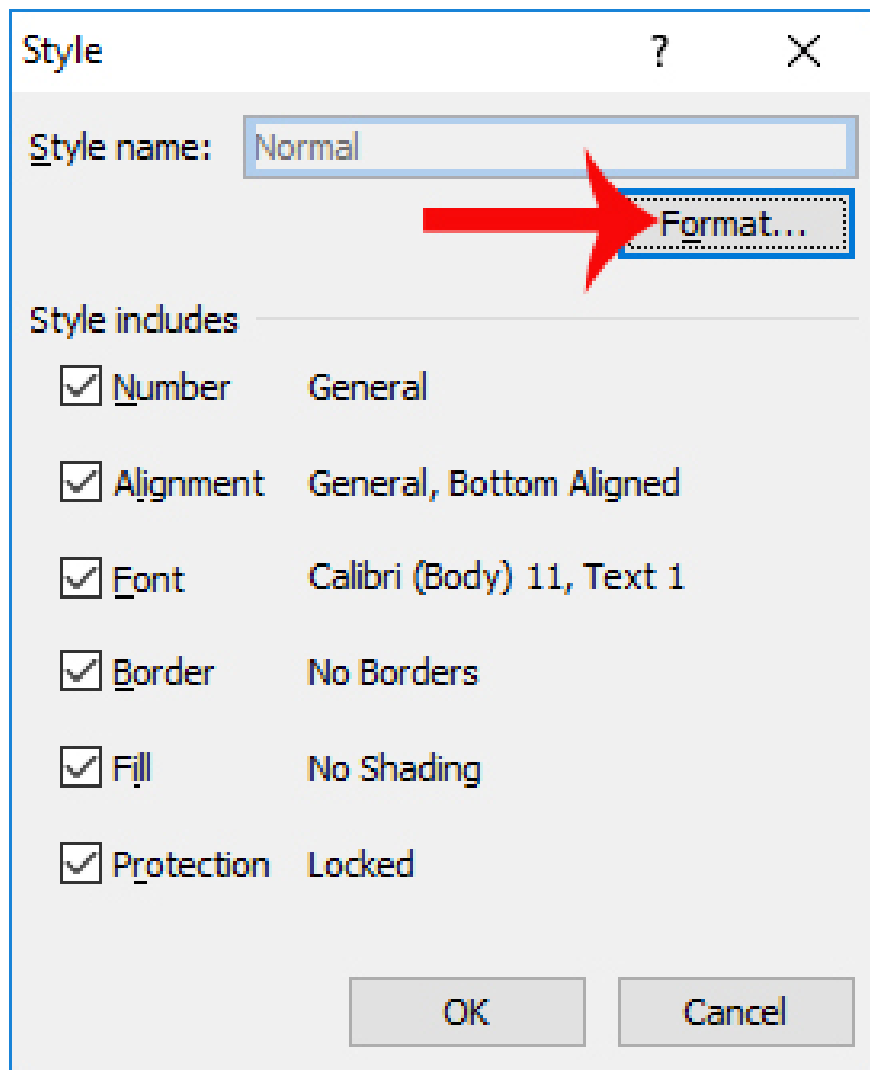 Style ?
Style name: Normal
Format...
Style includes
Number General
Alignment General, Bottom Aligned
Font Calibri (Body) 11, Text 1
Border No Borders
Fill No Shading
Protection Locked
OK Cancel